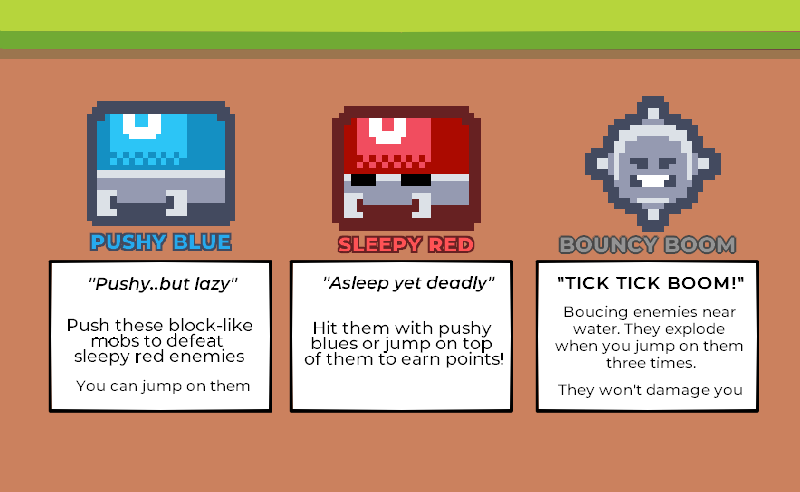 PUSHY BLUE
"Pushy..but lazy"
Push these block-like
mobs to defeat
sleepy red enemies
You can jump on them
SLEEPY RED
"Asleep yet deadly"
Hit them with pushy
blues or jump on top
of them to earn points!
BOUNCY BOOM
"TICK TICK BOOM!"
Boucing enemies near
water. They explode
when you jump on them
three times.
They won't damage you